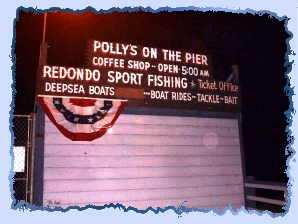 POLLY'S ON THE PIER
COFFEE SHOP - OPEN 5:00 AM
REDONDO SPORT FISHING * Ticket Office
DEEPSEA BOATS ---BOAT RIDES- TACKLE- BAIT